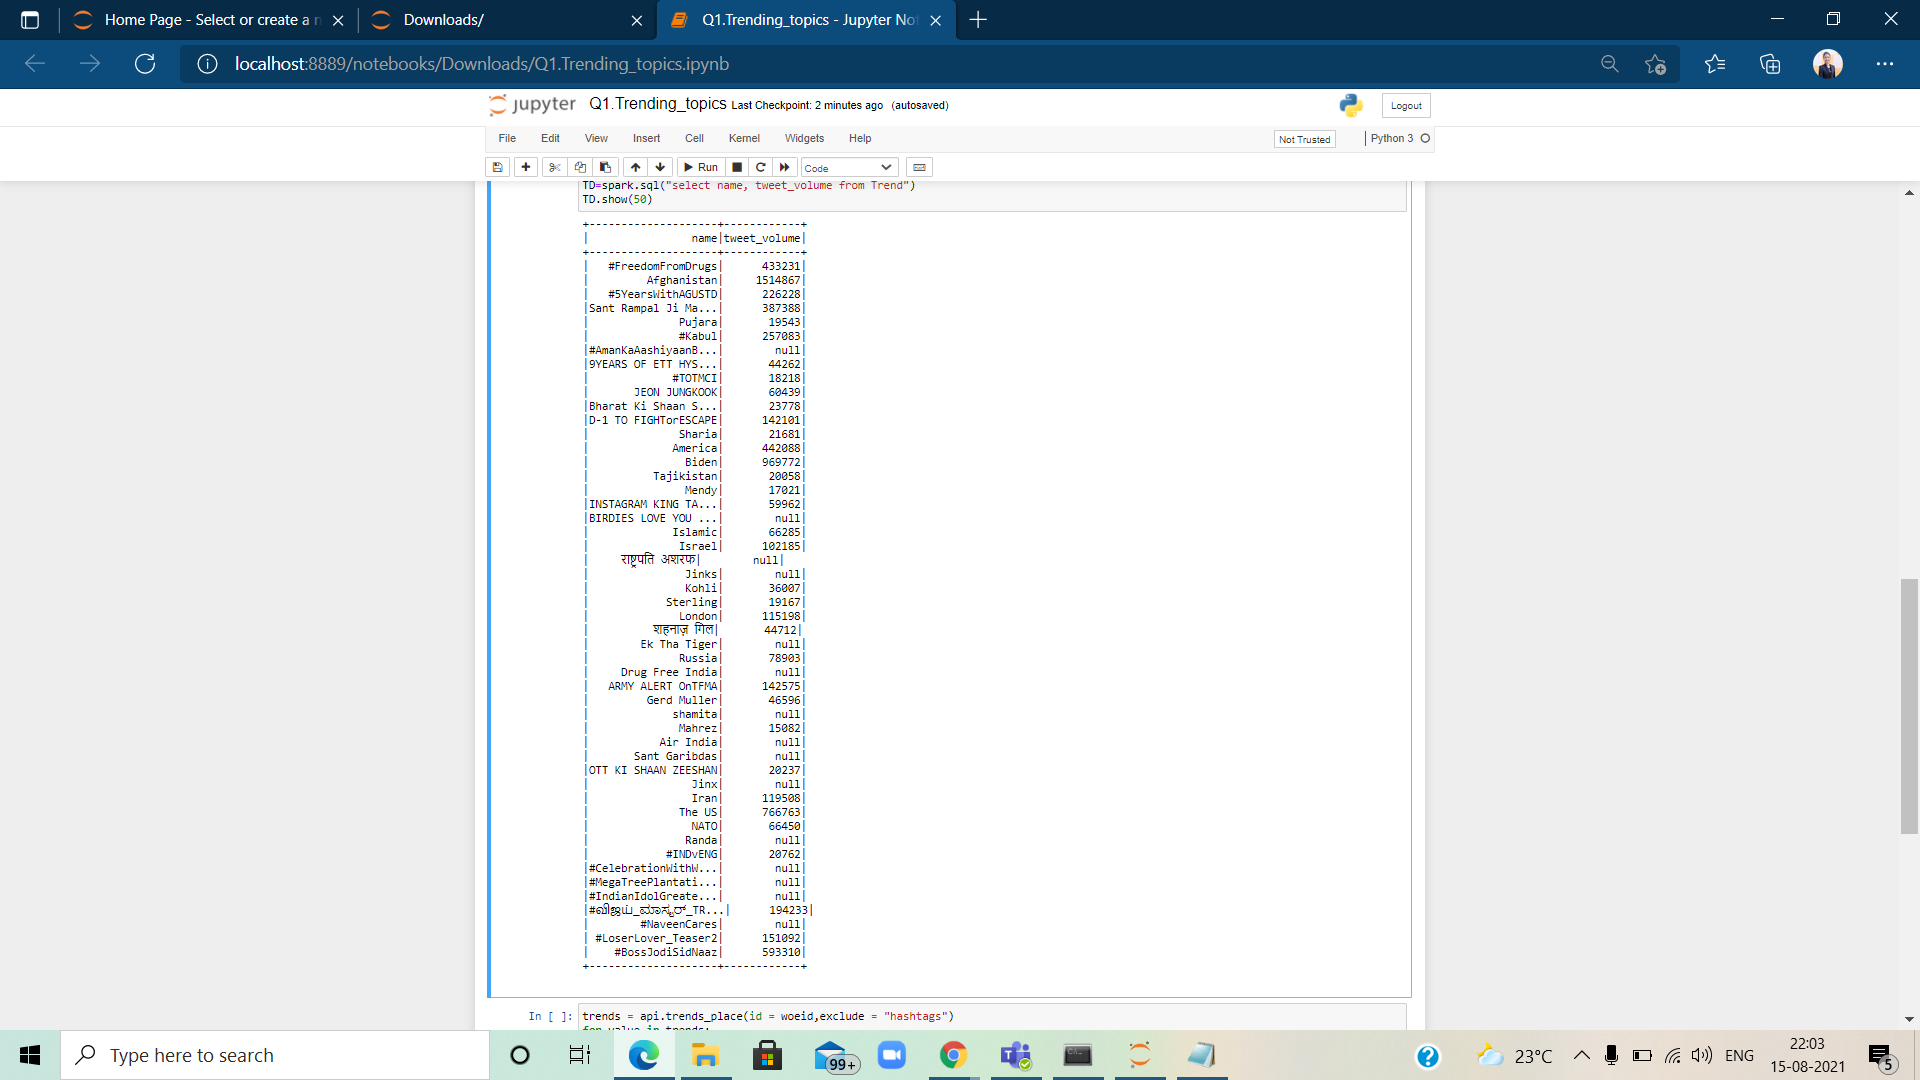 Home Page - Select or create a n
Downloads/
Q1.Trending_topics - Jupyter No
localhost:8889/notebooks/Downloads/Q1.Trending_topics.ipynb
jupyter Q1.Trending_topics Last Checkpoint: 2 minutes ago (autosaved)
Logout
File Edit View Insert Cell Kernel Widgets Help
Not Trusted
Python 3
Run
Code
TD=spark.sql("select name, tweet_volume from Trend")
TD.show(50)
+--------------------+------------+
| name|tweet_volume|
+--------------------+------------+
| #FreedomFromDrugs| 433231|
| Afghanistan| 1514867|
| #5YearsWithAGUSTD| 226228|
|Sant Rampal Ji Ma...| 387388|
| Pujara| 19543|
| #Kabul| 257083|
|#AmanKaAashiyaanB...| null|
|9YEARS OF ETT HYS...| 44262|
| #TOTMCI| 18218|
| JEON JUNGKOOK| 60439|
|Bharat Ki Shaan S...| 23778|
|D-1 TO FIGHTorESCAPE| 142101|
| Sharia| 21681|
| America| 442088|
| Biden| 969772|
| Tajikistan| 20058|
| Mendy| 17021|
|INSTAGRAM KING TA...| 59962|
|BIRDIES LOVE YOU ...| null|
| Islamic| 66285|
| Israel| 102185|
| राष्ट्रपति अशरफ| null|
| Jinks| null|
| Kohli| 36007|
| Sterling| 19167|
| London| 115198|
| शहनाज़ गिल| 44712|
| Ek Tha Tiger| null|
| Russia| 78903|
| Drug Free India| null|
| ARMY ALERT OnTFMA| 142575|
| Gerd Muller| 46596|
| shamita| null|
| Mahrez| 15082|
| Air India| null|
| Sant Garibdas| null|
|OTT KI SHAAN ZEESHAN| 20237|
| Jinx| null|
| Iran| 119508|
| The US| 766763|
| NATO| 66450|
| Randa| null|
| #INDvENG| 20762|
|#CelebrationWithW...| null|
|#MegaTreePlantati...| null|
|#IndianIdolGreate...| null|
|#விஜய்_ಮಾಸ್ಟರ್_TR...| 194233|
| #NaveenCares| null|
| #LoserLover_Teaser2| 151092|
| #BossJodiSidNaaz| 593310|
+--------------------+------------+
In [ ]: trends = api.trends_place(id = woeid,exclude = "hashtags")
for value in trends:
Type here to search
99+
23°C
ENG
22:03
15-08-2021
5